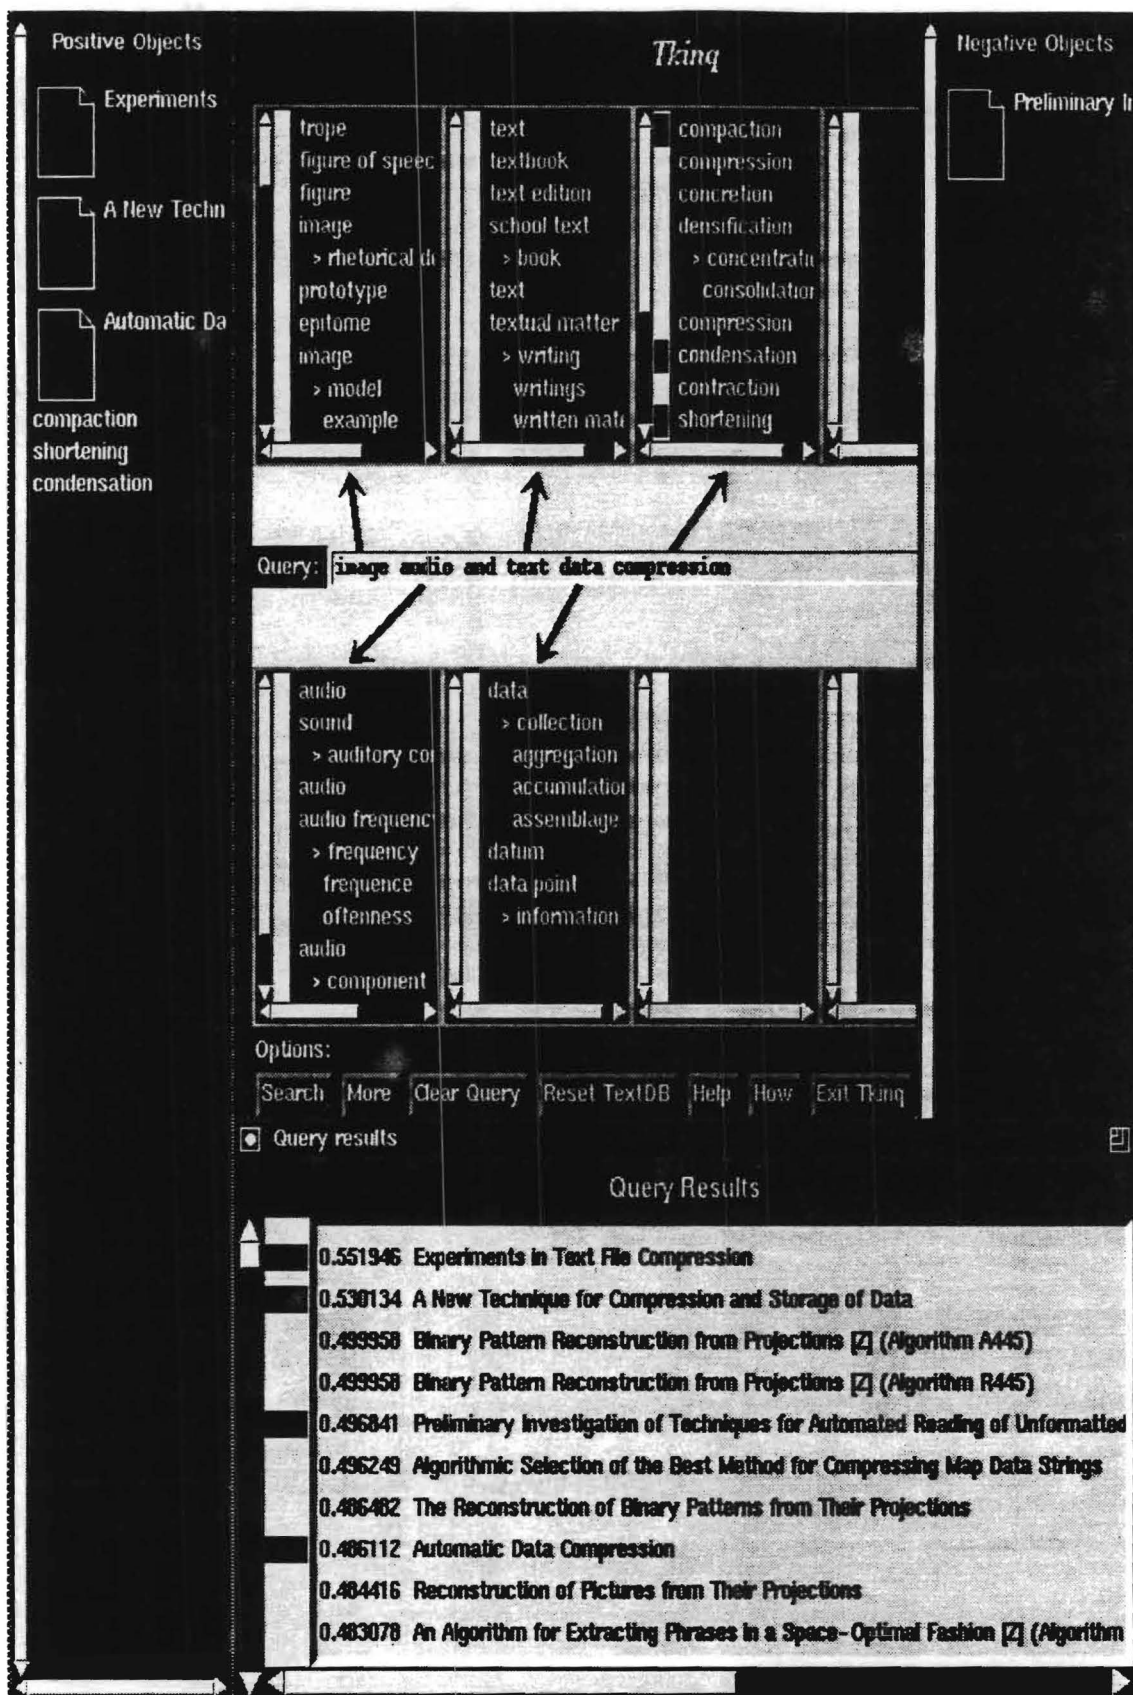 Positive Objects
Experiments
A New Techn
Automatic Da
compaction
shortening
condensation
Tkinq
trope
figure of speec
figure
image
> rhetorical de
prototype
epitome
image
> model
example
text
textbook
text edition
school text
> book
text
textual matter
> writing
writings
written mate
compaction
compression
concretion
densification
> concentratio
consolidation
compression
condensation
contraction
shortening
Negative Objects
Preliminary In
Query: image audio and text data compression
audio
sound
> auditory co
audio
audio frequency
> frequency
frequence
oftenness
audio
> component
data
> collection
aggregation
accumulation
assemblage
datum
data point
> information
Options:
Search More Clear Query Reset TextDB Help How Exit Tkinq
Query results
Query Results
0.551946 Experiments in Text File Compression
0.530134 A New Technique for Compression and Storage of Data
0.499958 Binary Pattern Reconstruction from Projections [Z] (Algorithm A445)
0.499958 Binary Pattern Reconstruction from Projections [Z] (Algorithm R445)
0.496841 Preliminary Investigation of Techniques for Automated Reading of Unformatted
0.496249 Algorithmic Selection of the Best Method for Compressing Map Data Strings
0.486482 The Reconstruction of Binary Patterns from Their Projections
0.486112 Automatic Data Compression
0.484416 Reconstruction of Pictures from Their Projections
0.483078 An Algorithm for Extracting Phrases in a Space-Optimal Fashion [Z] (Algorithm